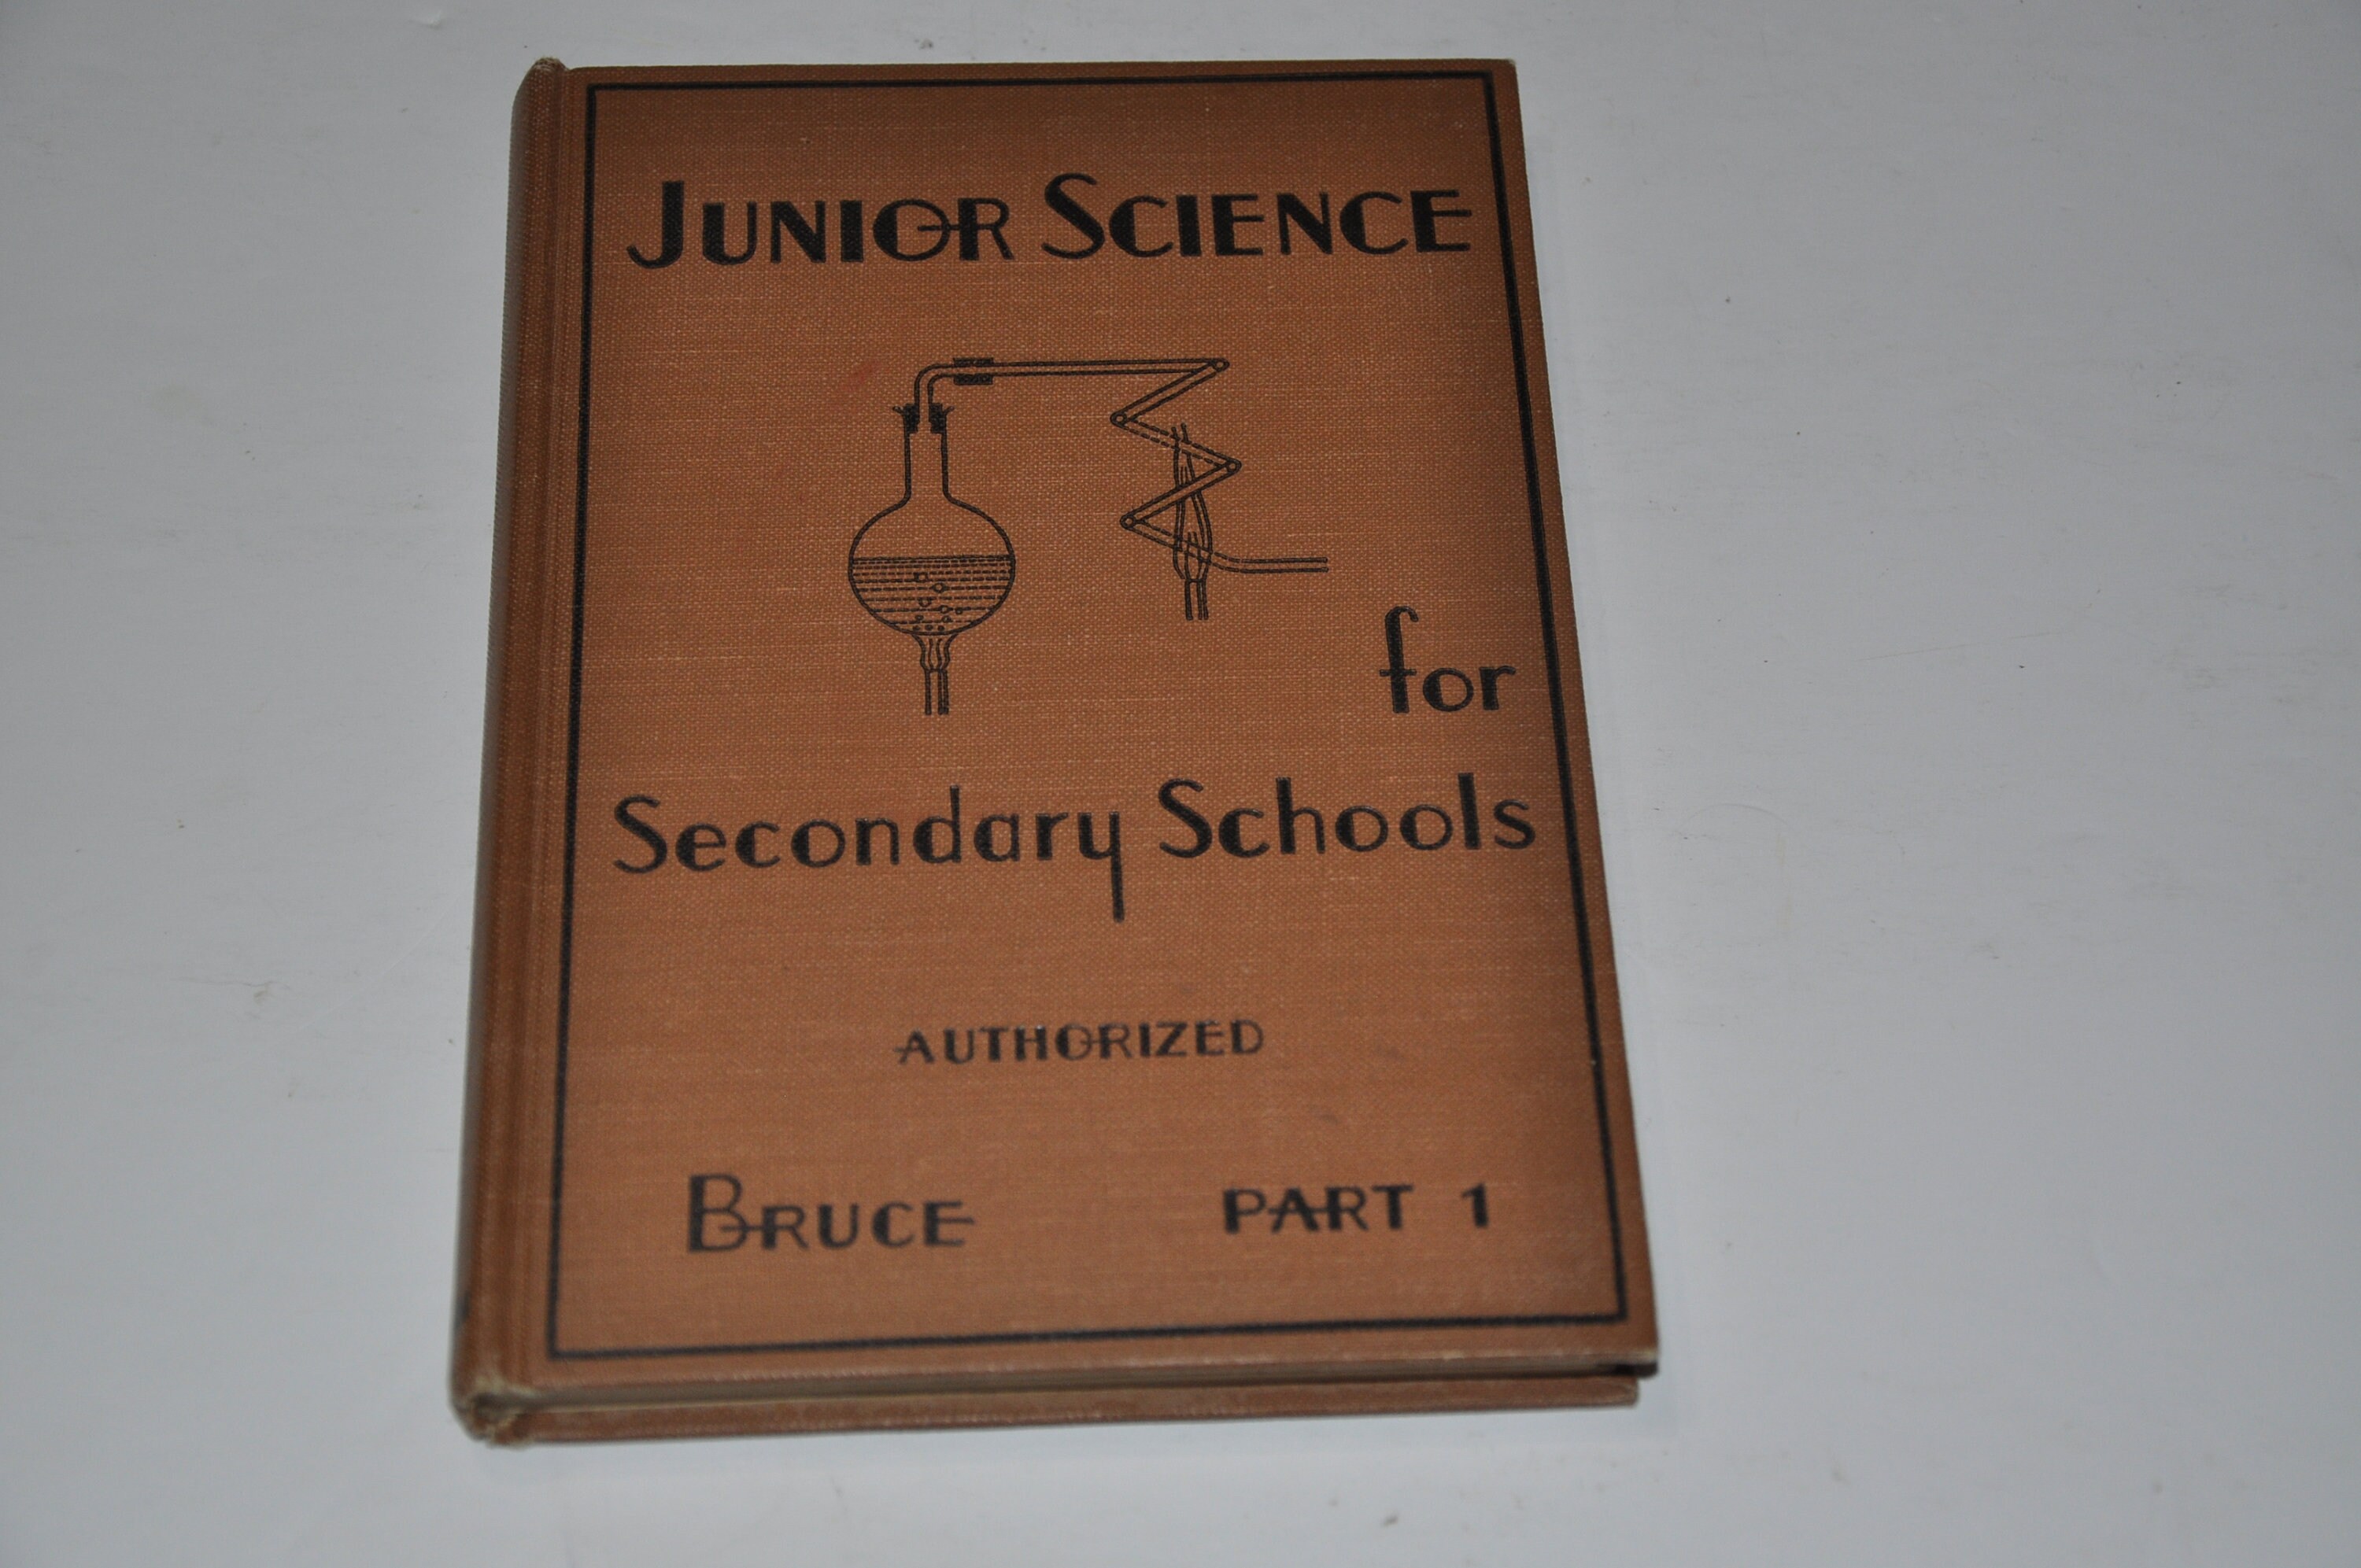 JUNIOR SCIENCE
for
Secondary Schools
AUTHORIZED
BRUCE PART 1